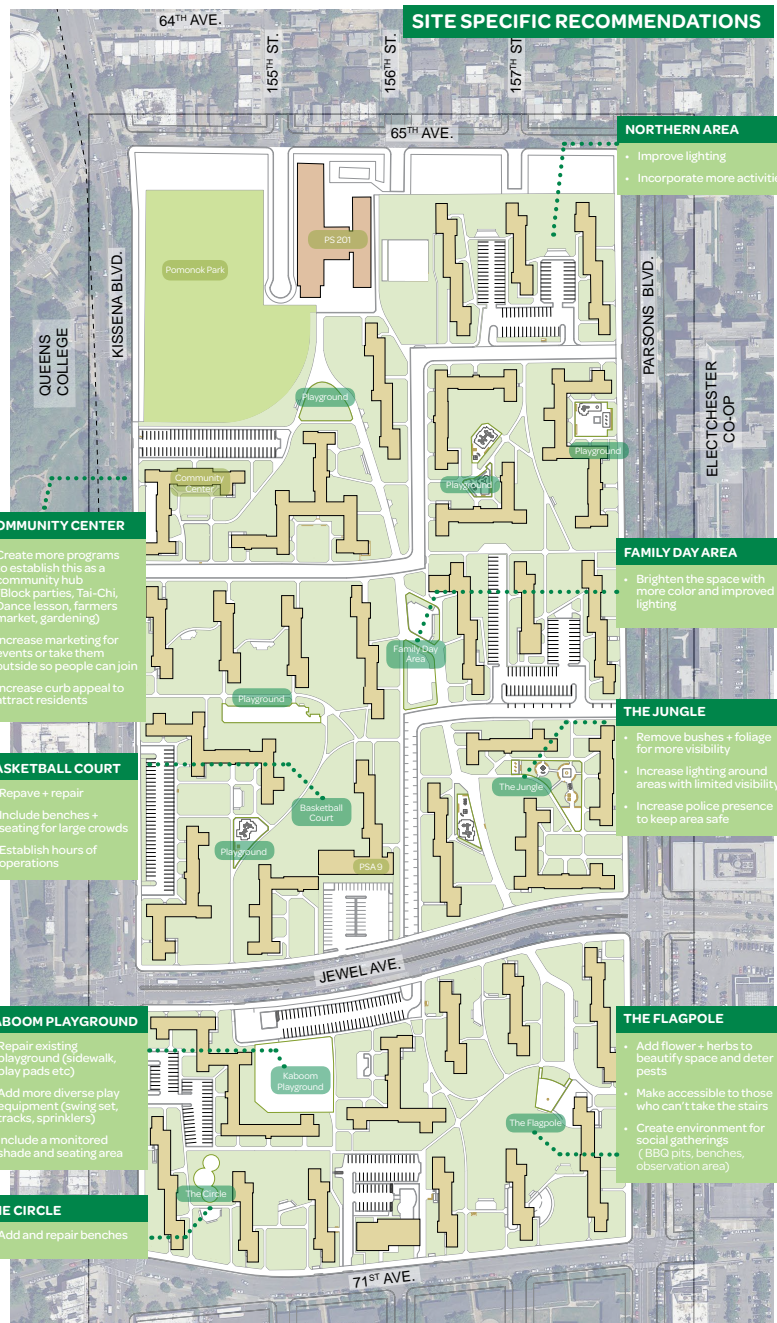 SITE SPECIFIC RECOMMENDATIONS
64TH AVE.
155TH ST.
156TH ST.
157TH ST
65TH AVE.
NORTHERN AREA
• Improve lighting
• Incorporate more activitie
PS 201
Pomonok Park
KISSENA BLVD.
QUEENS
COLLEGE
PARSONS BLVD.
ELECTCHESTER
CO-OP
Playground
Playground
Community
Center
Playground
OMMUNITY CENTER
Create more programs
to establish this as a
community hub
(Block parties, Tai-Chi,
Dance lesson, farmers
market, gardening)
Increase marketing for
events or take them
outside so people can join
Increase curb appeal to
attract residents
FAMILY DAY AREA
• Brighten the space with
more color and improved
lighting
Family Day
Area
Playground
THE JUNGLE
• Remove bushes + foliage
for more visibility
• Increase lighting around
areas with limited visibility
• Increase police presence
to keep area safe
ASKETBALL COURT
Repave + repair
Include benches +
seating for large crowds
Establish hours of
operations
The Jungle
Basketball
Court
Playground
PSA 9
JEWEL AVE.
ABOOM PLAYGROUND
Repair existing
playground (sidewalk,
play pads etc)
Add more diverse play
equipment (swing set,
tracks, sprinklers)
Include a monitored
shade and seating area
THE FLAGPOLE
• Add flower + herbs to
beautify space and deter
pests
• Make accessible to those
who can't take the stairs
• Create environment for
social gatherings
( BBQ pits, benches,
observation area)
Kaboom
Playground
The Flagpole
The Circle
HE CIRCLE
Add and repair benches
71ST AVE.